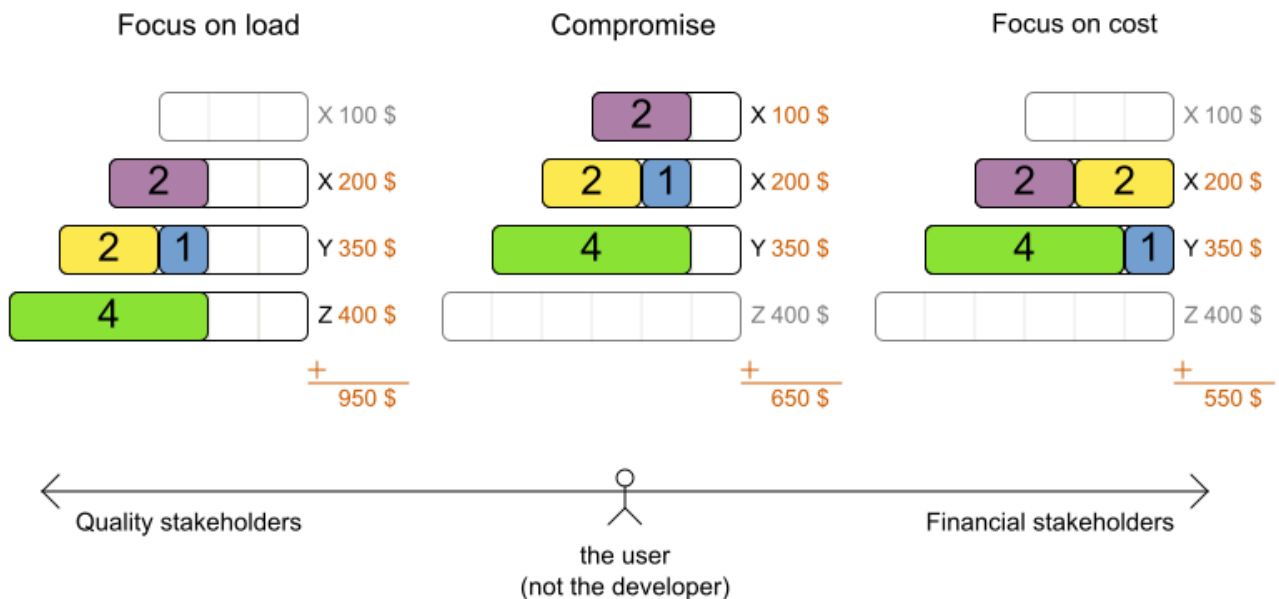 Focus on load
Compromise
Focus on cost
X 100 $
2
X 200 $
2 1
Y 350 $
4
Z 400 $
+
950 $
2
X 100 $
2 1
X 200 $
4
Y 350 $
Z 400 $
+
650 $
X 100 $
2 2
X 200 $
4 1
Y 350 $
Z 400 $
+
550 $
Quality stakeholders
the user
(not the developer)
Financial stakeholders